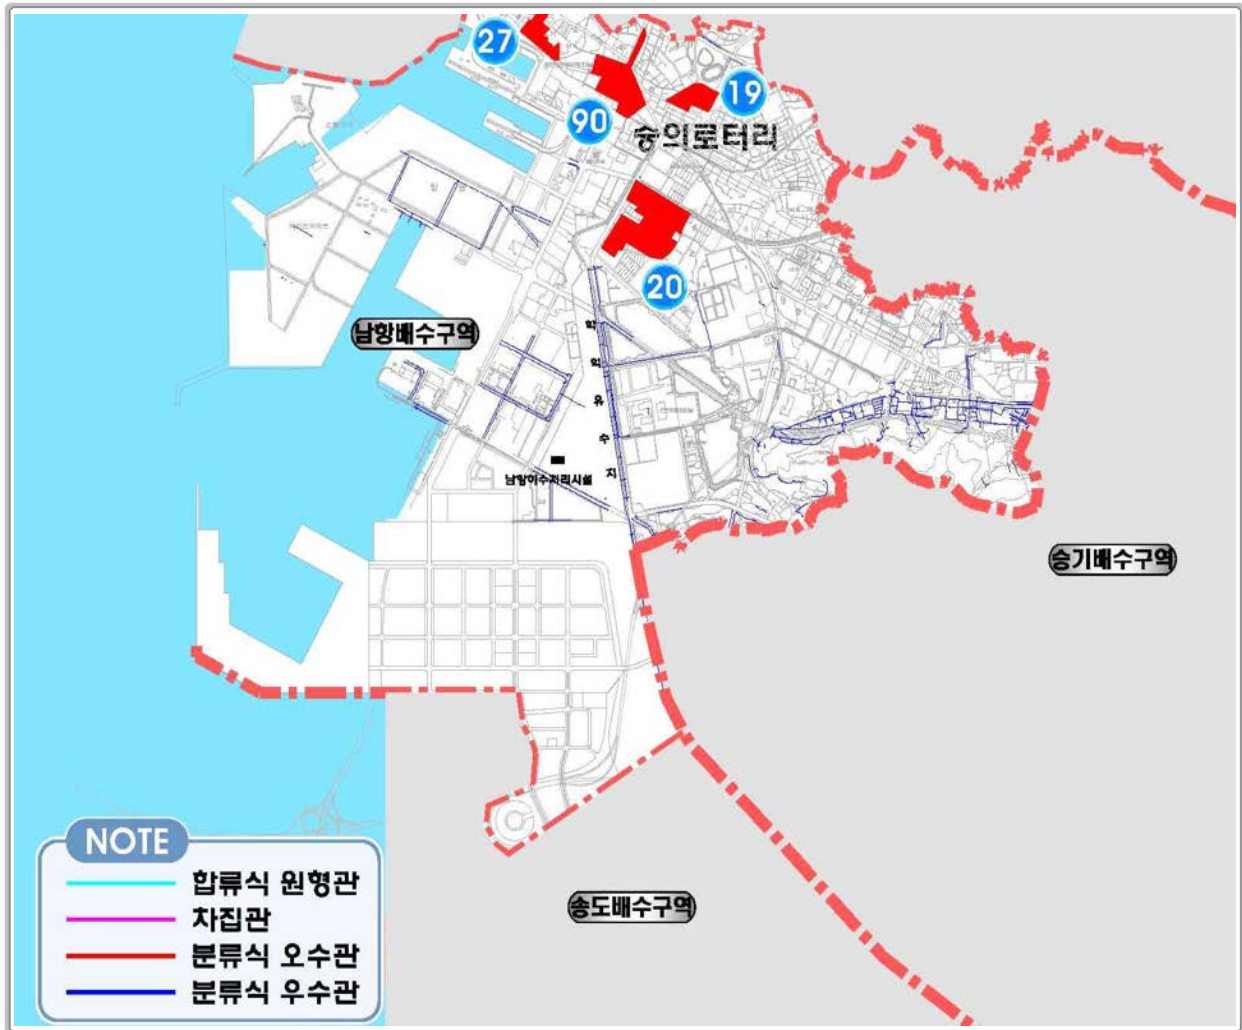 27
19
90
숭의로터리
20
남항배수구역
학
익
유
수
지
남항하수처리시설
승기배수구역
송도배수구역
NOTE
합류식 원형관
차집관
분류식 오수관
분류식 우수관